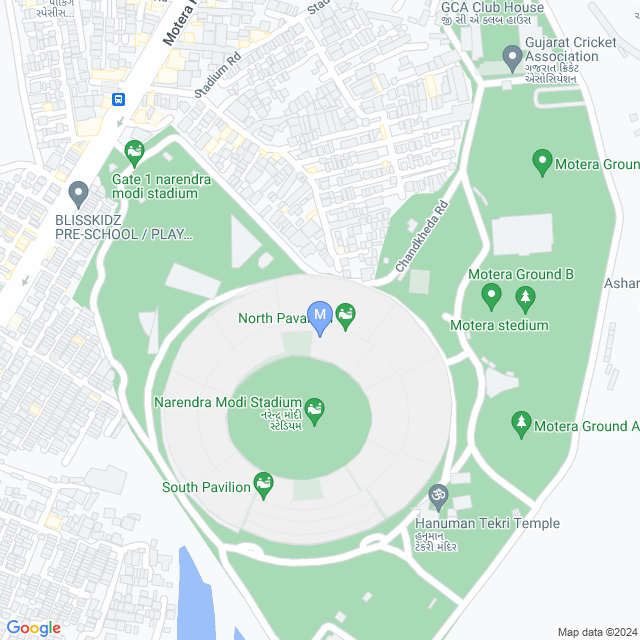 પાર્કિંગ
સ્પેસીસ...
Motera R
Stadiu
Stadium Rd
GCA Club House
જી સી એ ક્લબ હાઉસ
Gujarat Cricket
Association
ગુજરાત ક્રિકેટ
એસોસિએશન
Motera Groun
Gate 1 narendra
modi stadium
BLISSKIDZ
PRE-SCHOOL / PLAY...
Chandkheda Rd
Motera Ground B
Motera stedium
Ashar
North Pava
M
Narendra Modi Stadium
નરેન્દ્ર મોદી
સ્ટેડિયમ
Motera Ground A
South Pavilion
Hanuman Tekri Temple
હનુમાન
ટેકરી મંદિર
Google
Map data ©2024